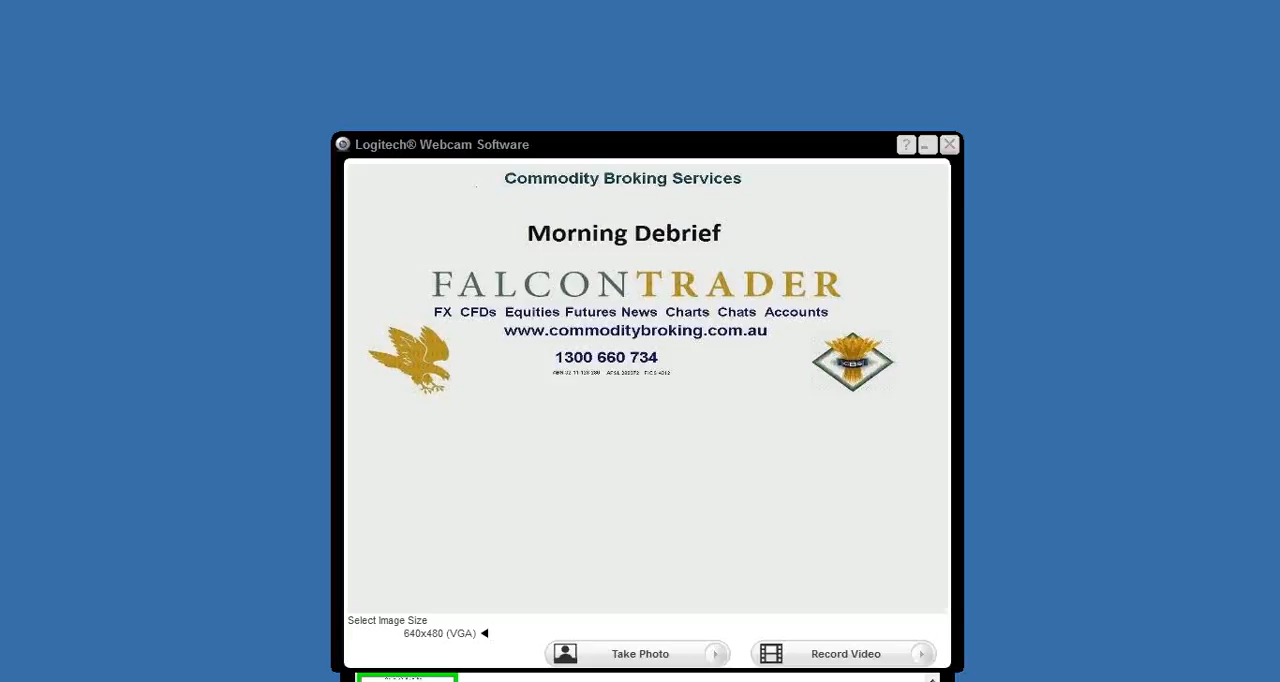 Logitech® Webcam Software
Commodity Broking Services
Morning Debrief
FALCONTRADER
FX CFDs Equities Futures News Charts Chats Accounts
www.commoditybroking.com.au
1300 660 734
Select Image Size
640x480 (VGA)
Take Photo
Record Video